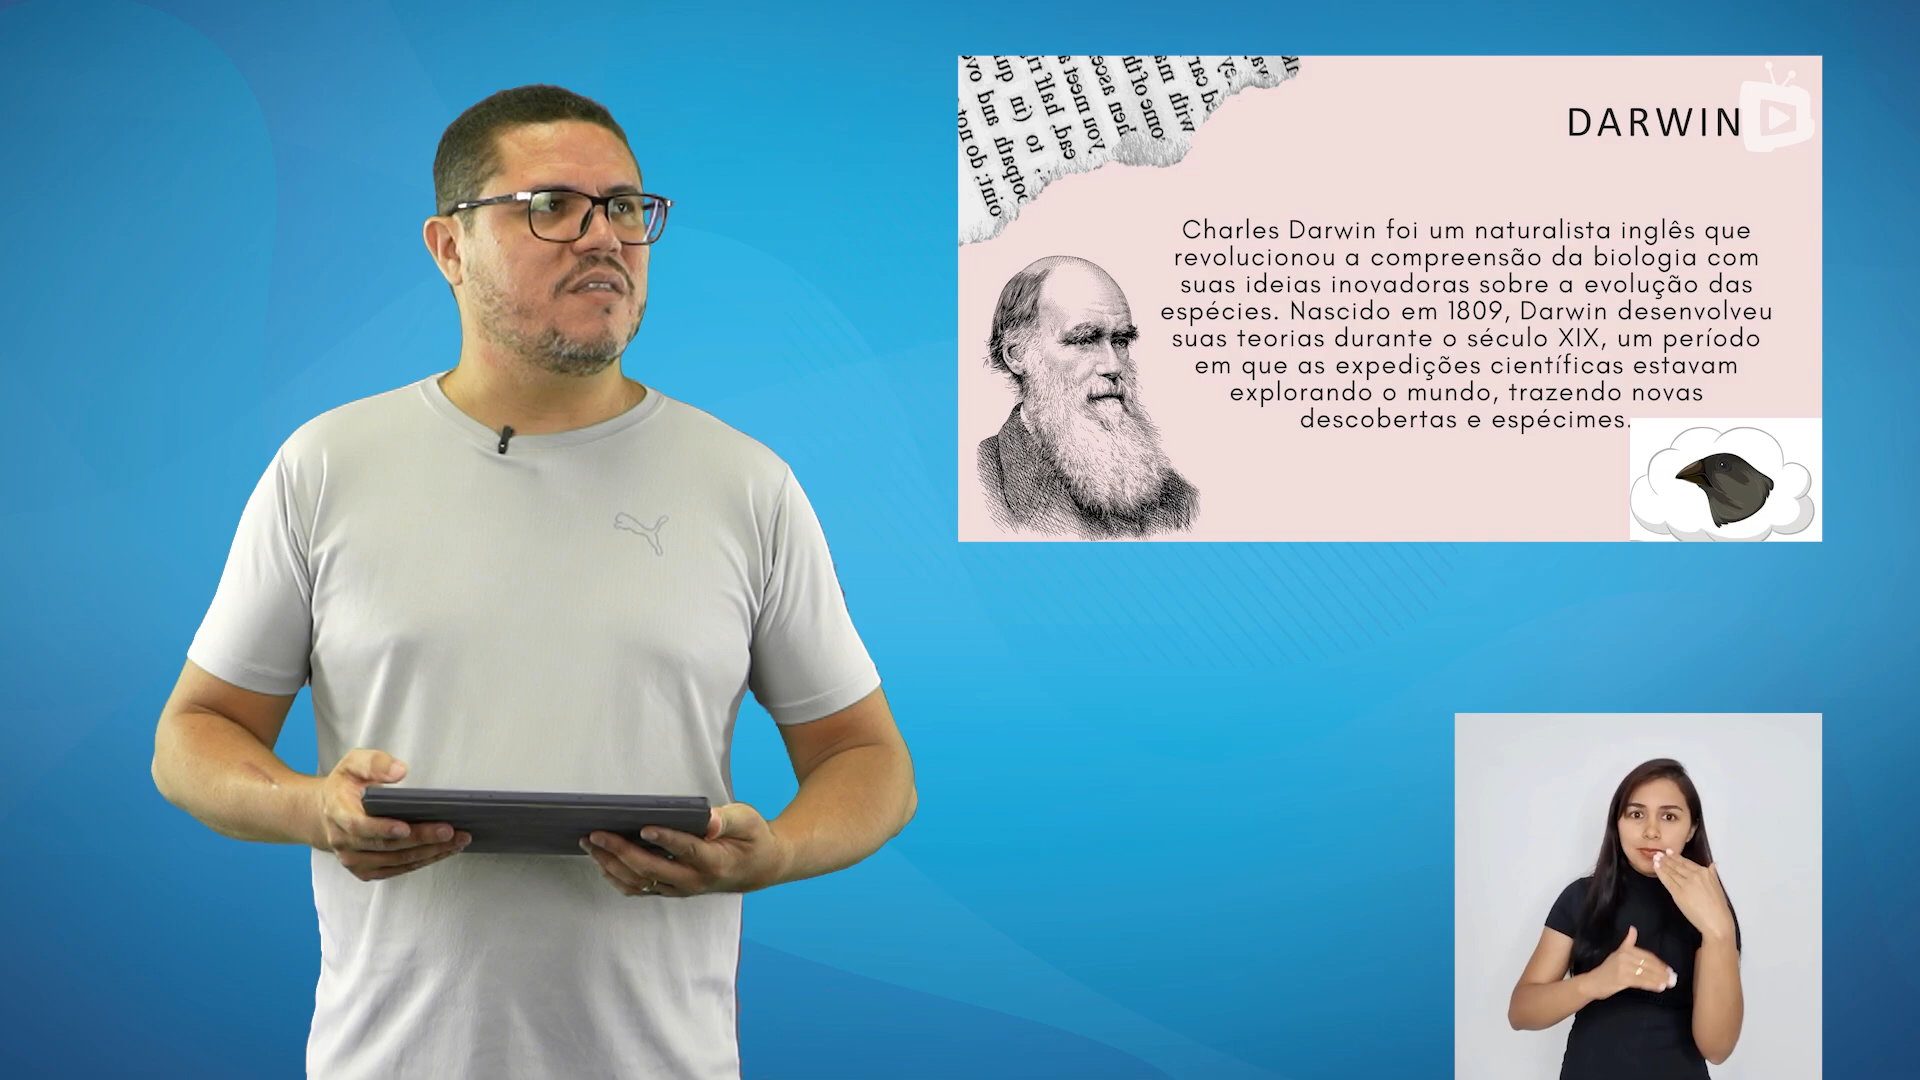 DARWIN
Charles Darwin foi um naturalista inglês que
revolucionou a compreensão da biologia com
suas ideias inovadoras sobre a evolução das
espécies. Nascido em 1809, Darwin desenvolveu
suas teorias durante o século XIX, um período
em que as expedições científicas estavam
explorando o mundo, trazendo novas
descobertas e espécimes.